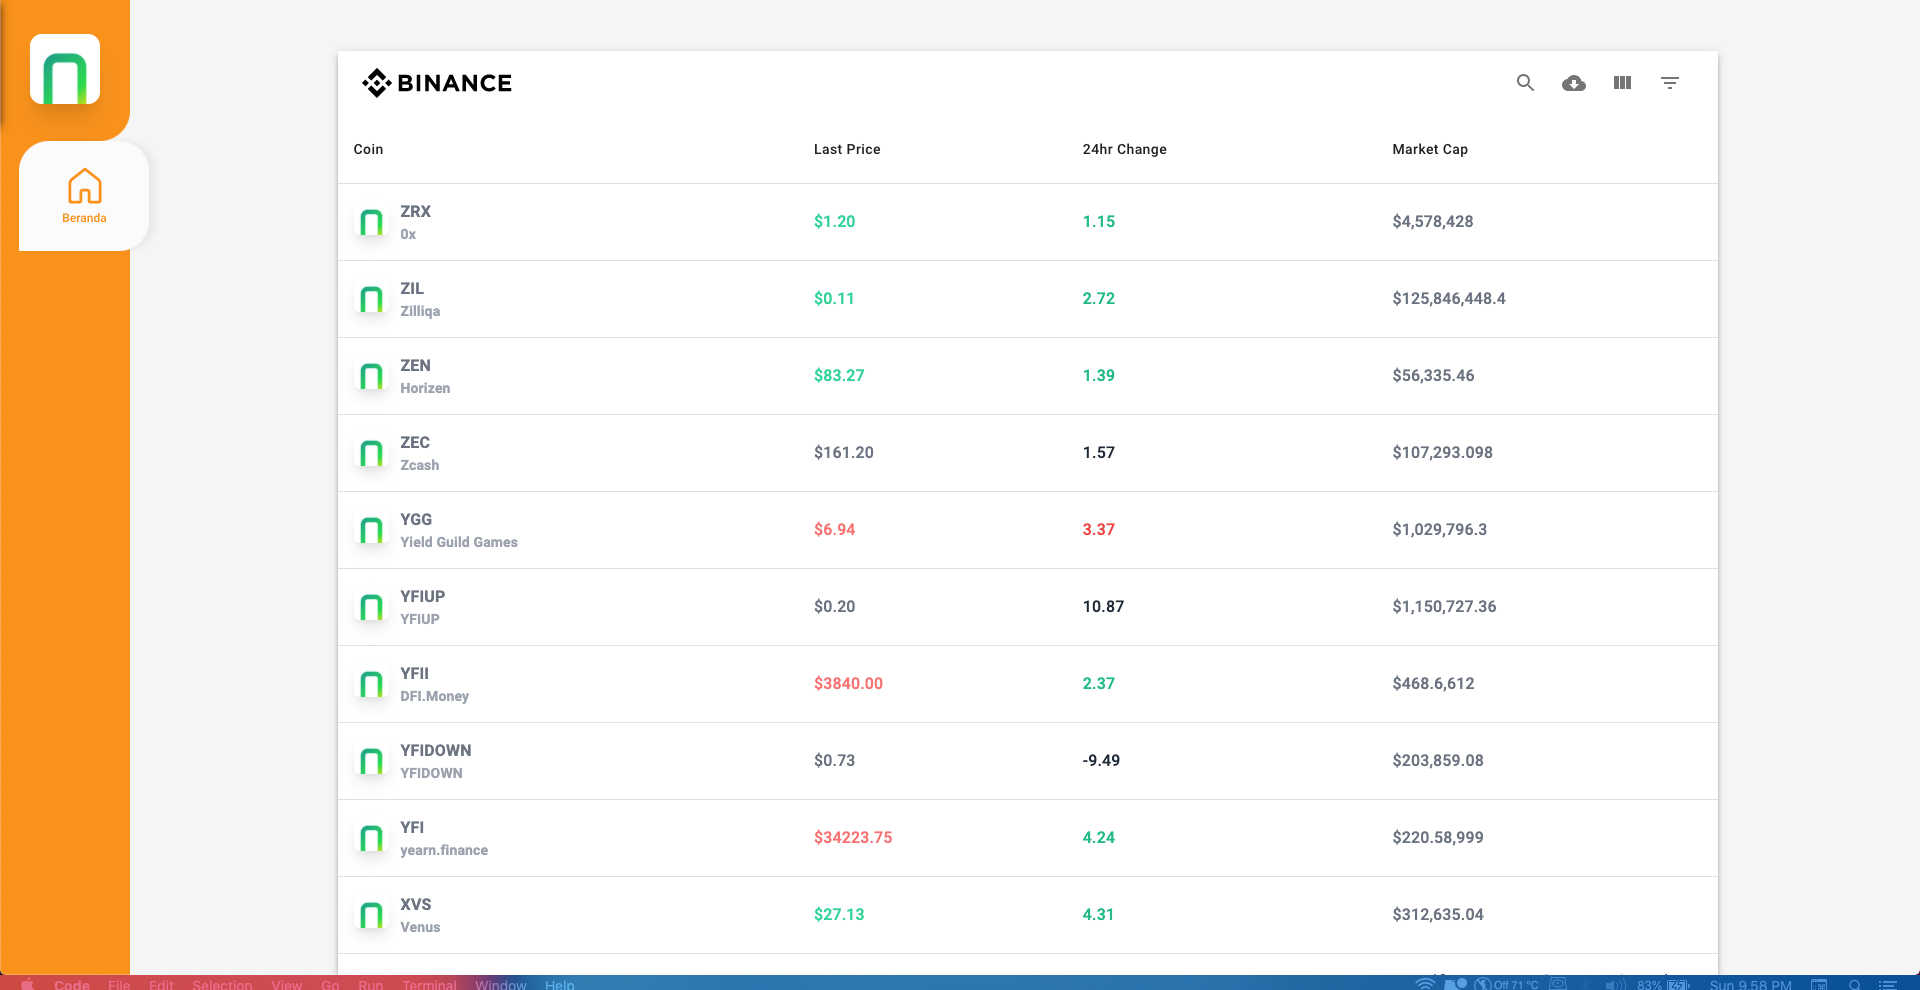 BINANCE
Coin Last Price 24hr Change Market Cap
Beranda
ZRX
0x
$1.20 1.15 $4,578,428
ZIL
Zilliqa
$0.11 2.72 $125,846,448.4
ZEN
Horizen
$83.27 1.39 $56,335.46
ZEC
Zcash
$161.20 1.57 $107,293.098
YGG
Yield Guild Games
$6.94 3.37 $1,029,796.3
YFIUP
YFIUP
$0.20 10.87 $1,150,727.36
YFII
DFI.Money
$3840.00 2.37 $468.6,612
YFIDOWN
YFIDOWN
$0.73 -9.49 $203,859.08
YFI
yearn.finance
$34223.75 4.24 $220.58,999
XVS
Venus
$27.13 4.31 $312,635.04
Code File Edit Selection View Go Run Terminal Window Help Off 71 °C 83% Sun 9.58 PM